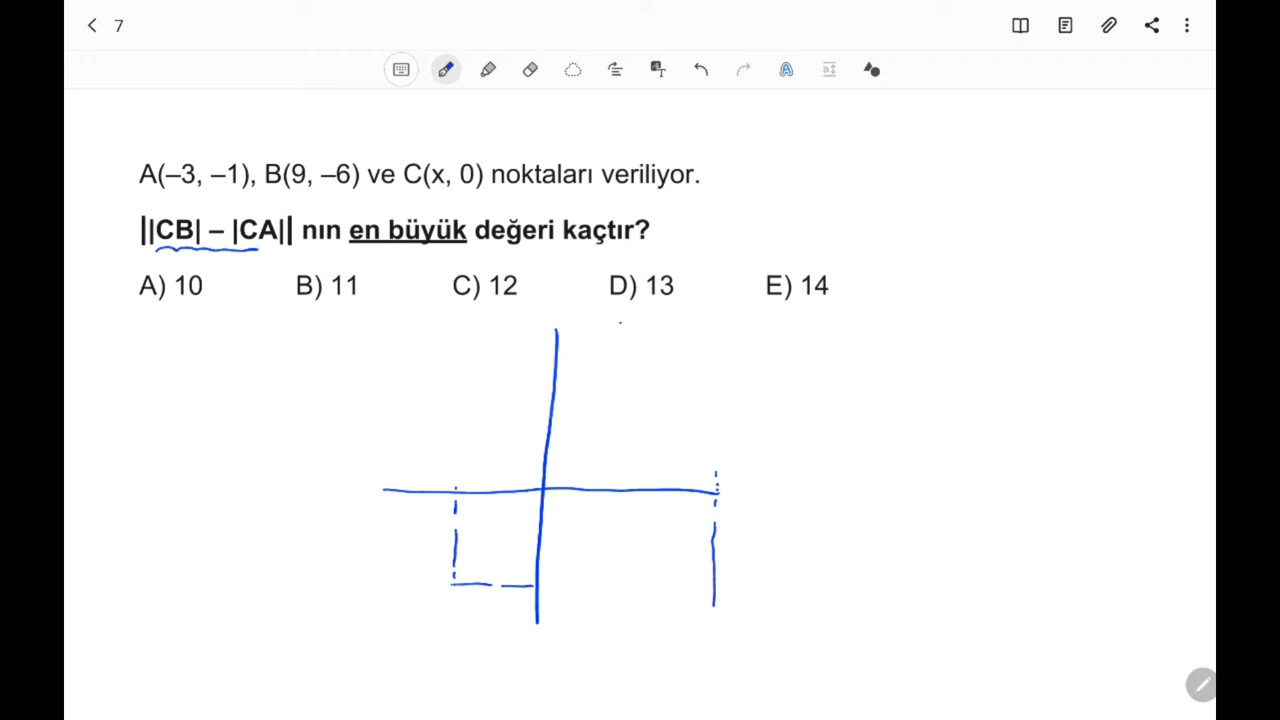 7
A(–3, –1), B(9, –6) ve C(x, 0) noktaları veriliyor.
||CB| – |CA|| nın en büyük değeri kaçtır?
A) 10 B) 11 C) 12 D) 13 E) 14